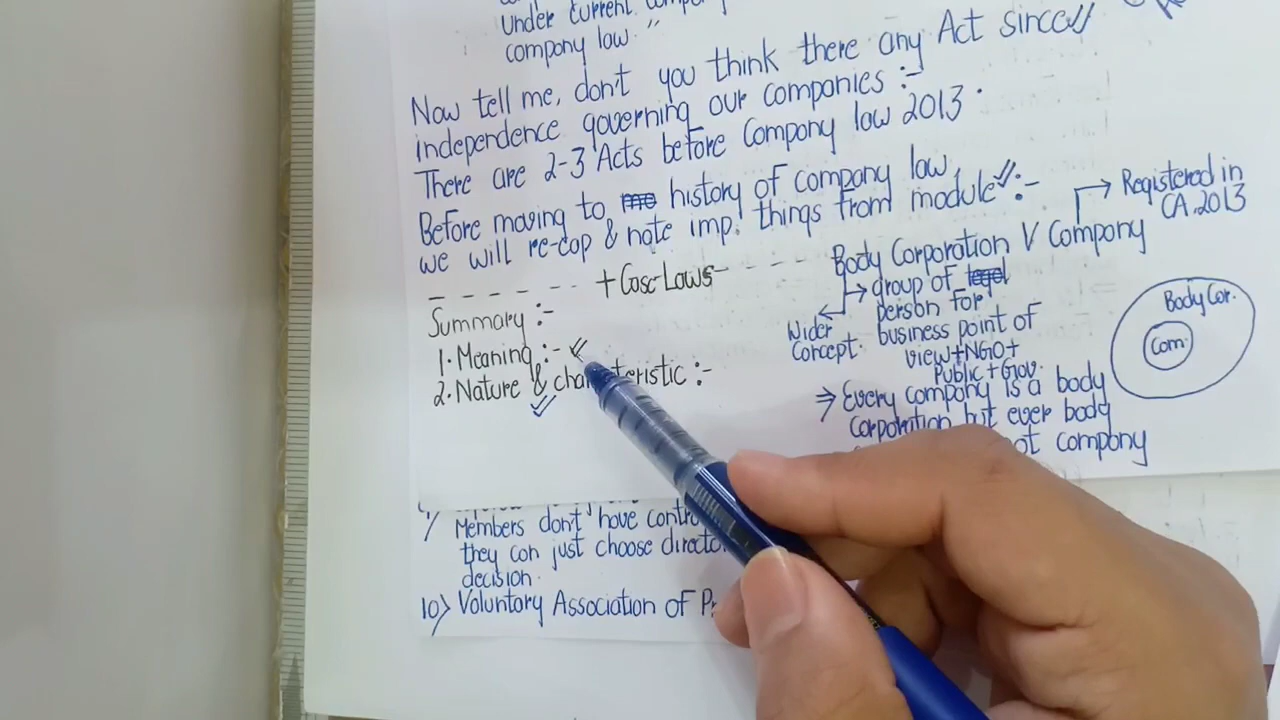 under current
company law."
Now tell me, don't you think there any Act since
independence governing our companies :-
There are 2-3 Acts before Company law 2013.
Before moving to history of company law,
we will re-cap & note imp. things from module :-
+ Case Laws
Summary :-
1. Meaning :-
2. Nature & characteristic :-
Body Corporation V Company
Registered in
CA. 2013
group of legal
person for
business point of
view + NGO +
Public + Gov.
Wider
Concept.
Body Cor.
Com
⇒ Every company is a body
corporation but ever body
not company
Members don't have
they can just choose
decision.
10) Voluntary Association of